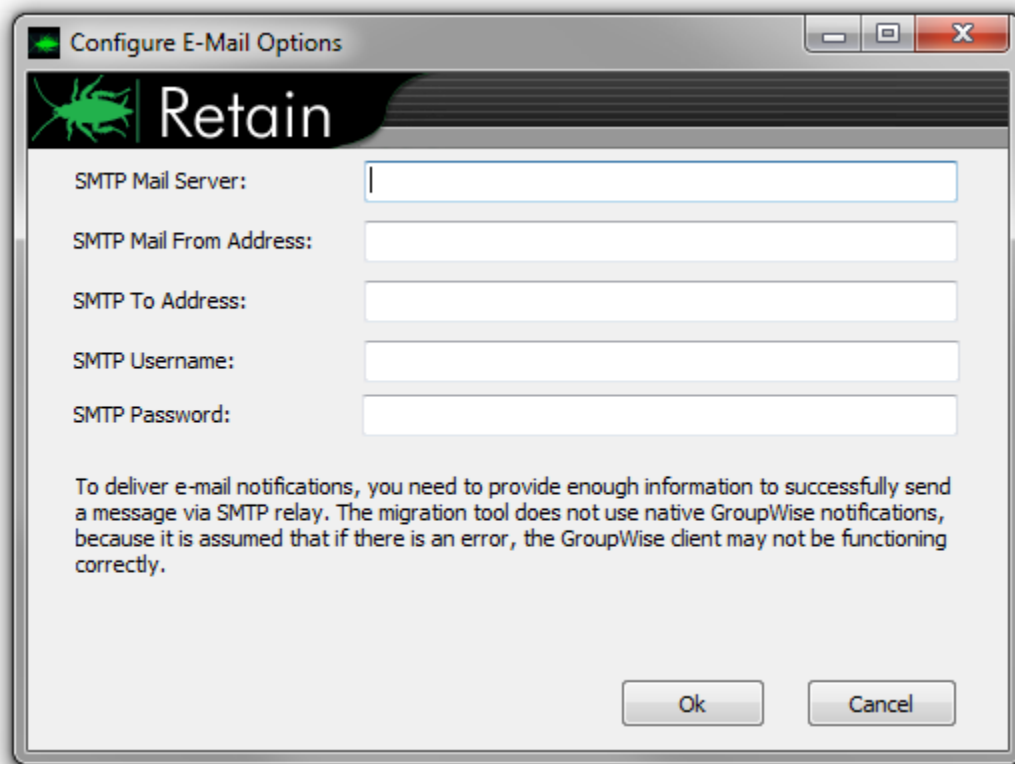 Configure E-Mail Options
Retain
SMTP Mail Server:
SMTP Mail From Address:
SMTP To Address:
SMTP Username:
SMTP Password:
To deliver e-mail notifications, you need to provide enough information to successfully send
a message via SMTP relay. The migration tool does not use native GroupWise notifications,
because it is assumed that if there is an error, the GroupWise client may not be functioning
correctly.
Ok
Cancel